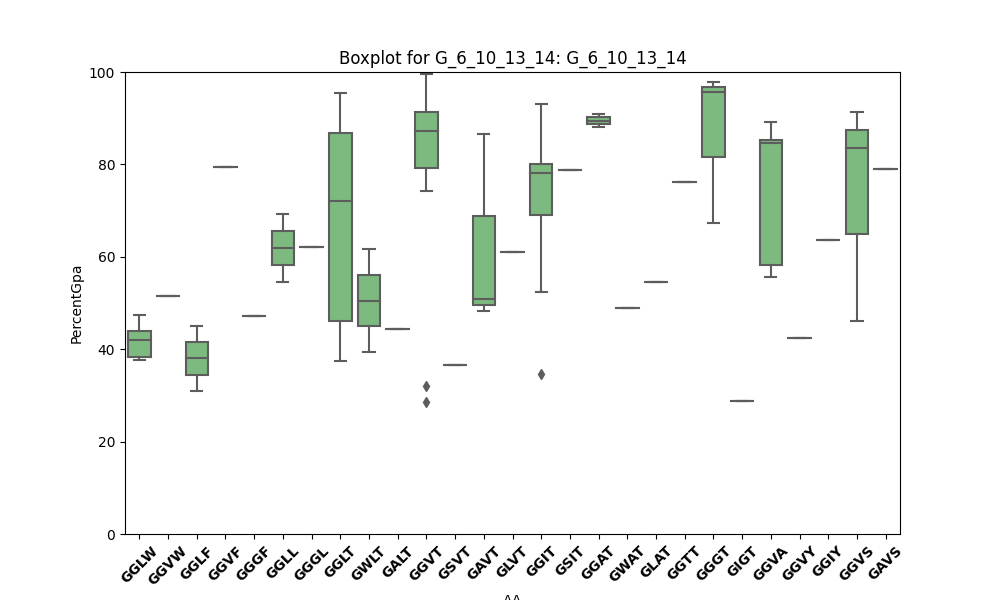 Boxplot for G_6_10_13_14: G_6_10_13_14
100
80
60
40
20
0
PercentGpa
GGLW GGVW GGLF GGVF GGGF GGLL GGGL GGLT GWLT GALT GGVT GSVT GAVT GLVT GGIT GSIT GGAT GWAT GLAT GGTT GGGT GIGT GGVA GGVY GGIY GGVS GAVS
AA